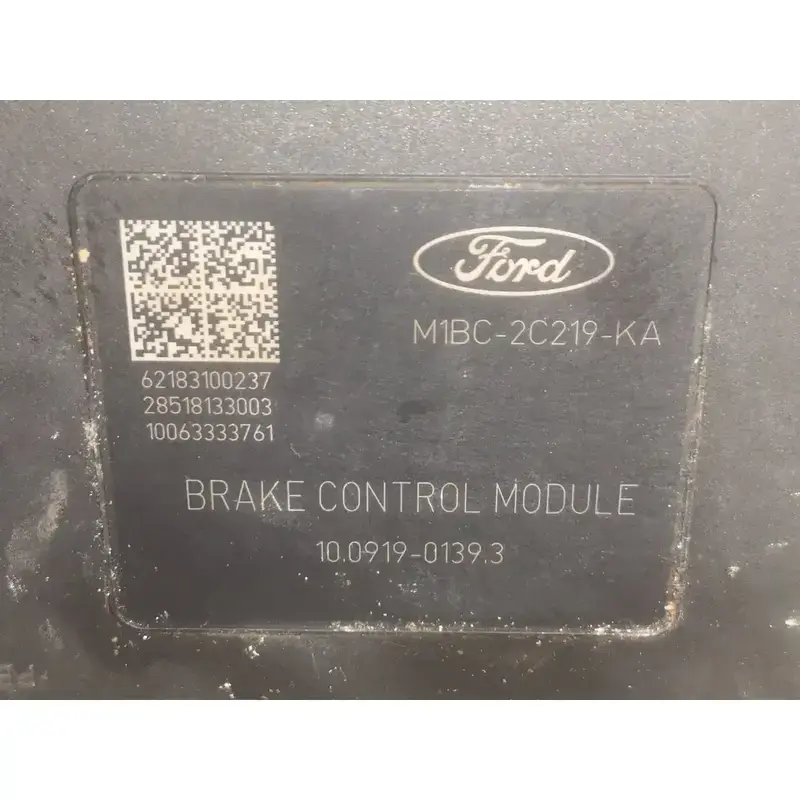 Ford
M1BC-2C219-KA
62183100237
28518133003
10063333761
BRAKE CONTROL MODULE
10.0919-0139.3